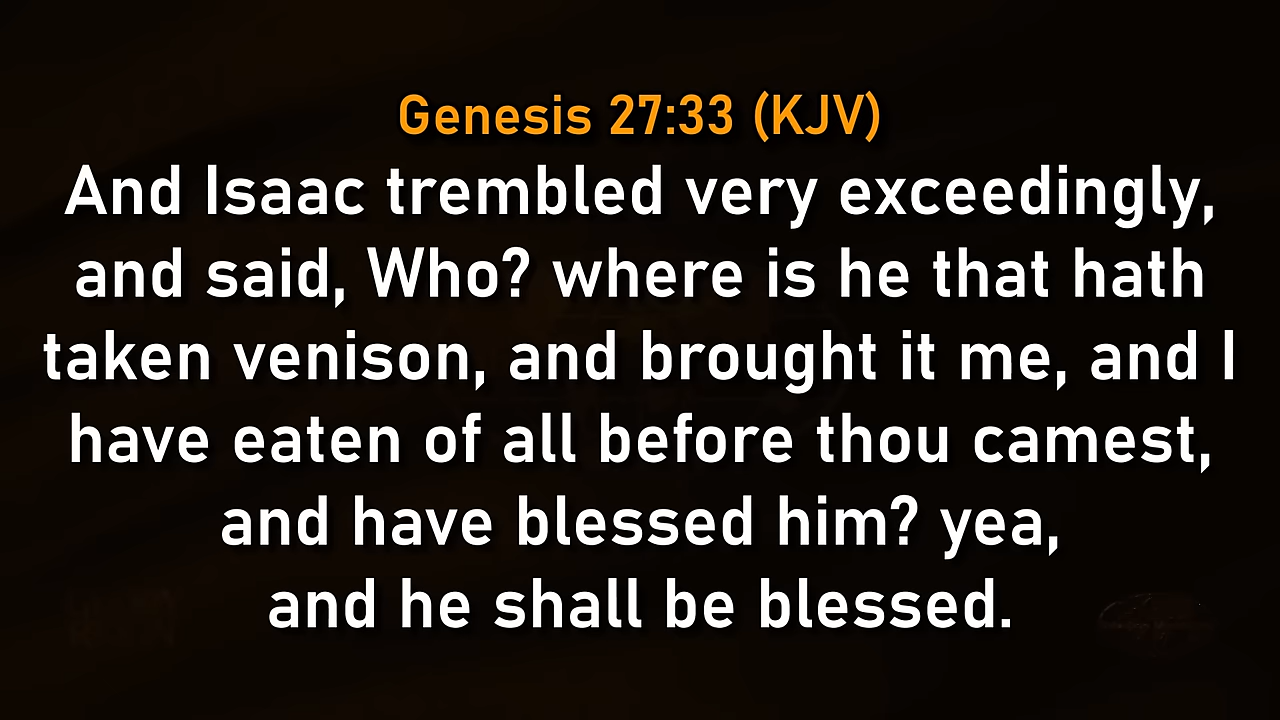 Genesis 27:33 (KJV)
And Isaac trembled very exceedingly,
and said, Who? where is he that hath
taken venison, and brought it me, and I
have eaten of all before thou camest,
and have blessed him? yea,
and he shall be blessed.